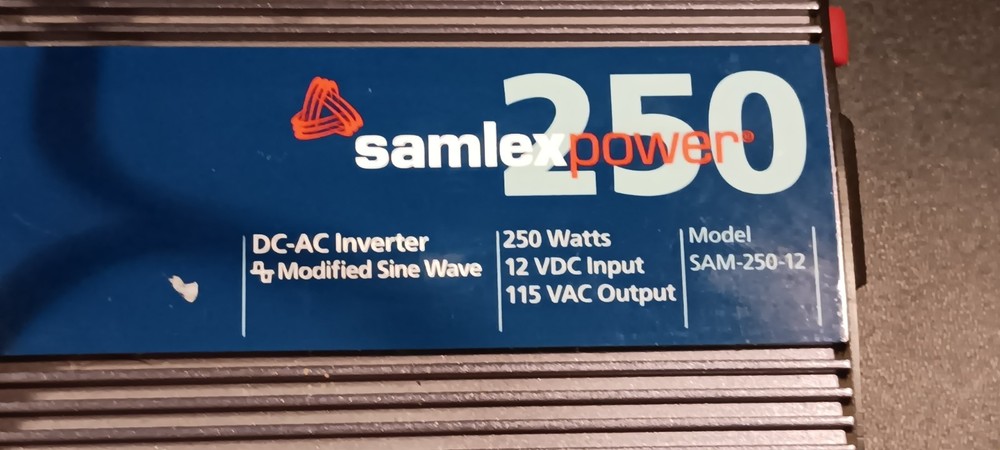 250
samlexpower®
DC-AC Inverter
Modified Sine Wave
250 Watts
12 VDC Input
115 VAC Output
Model
SAM-250-12